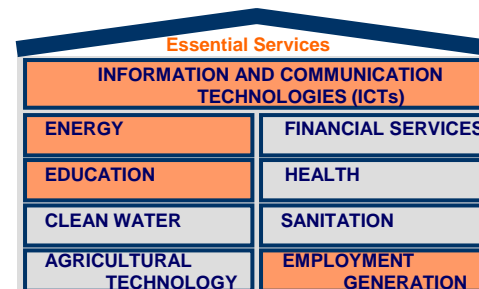 Essential Services
INFORMATION AND COMMUNICATION
TECHNOLOGIES (ICTs)
ENERGY
FINANCIAL SERVICES
EDUCATION
HEALTH
CLEAN WATER
SANITATION
AGRICULTURAL
TECHNOLOGY
EMPLOYMENT
GENERATION